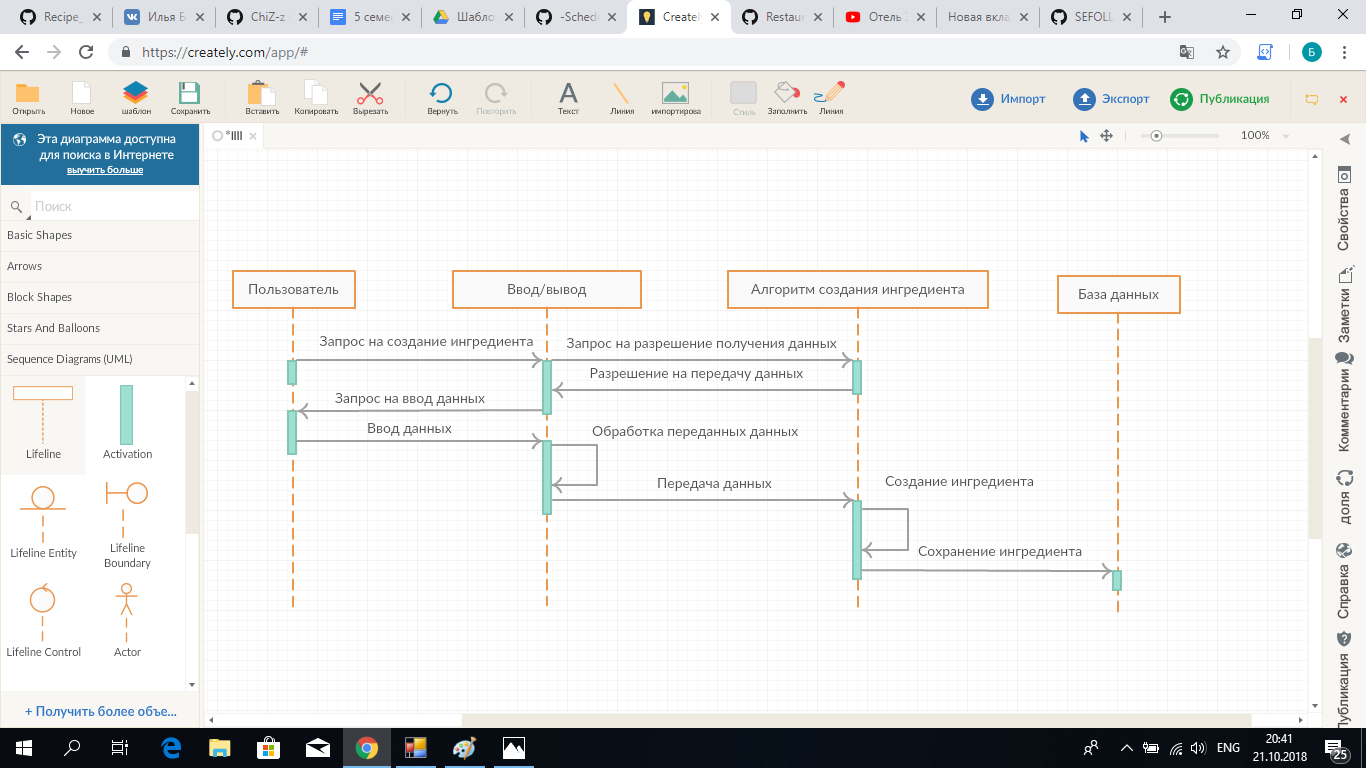 Recipe_
Илья Б
ChiZ-z
5 семе
Шабло
-Sched
Creately
Restaur
Отель
Новая вкла
SEFOLL
https://creately.com/app/#
Б
Открыть
Новое
шаблон
Сохранить
Вставить
Копировать
Вырезать
Вернуть
Повторить
Текст
Линия
импортирова
Стиль
Заполнить
Линия
Импорт
Экспорт
Публикация
Эта диаграмма доступна
для поиска в Интернете
выучить больше
*llll
100%
Поиск
Basic Shapes
Arrows
Block Shapes
Stars And Balloons
Sequence Diagrams (UML)
Lifeline
Activation
Lifeline Entity
Lifeline
Boundary
Lifeline Control
Actor
+ Получить более объе...
Пользователь
Ввод/вывод
Алгоритм создания ингредиента
База данных
Запрос на создание ингредиента
Запрос на разрешение получения данных
Разрешение на передачу данных
Запрос на ввод данных
Ввод данных
Обработка переданных данных
Передача данных
Создание ингредиента
Сохранение ингредиента
Свойства
Заметки
Комментарии
доля
Справка
Публикация
ENG
20:41
21.10.2018
25